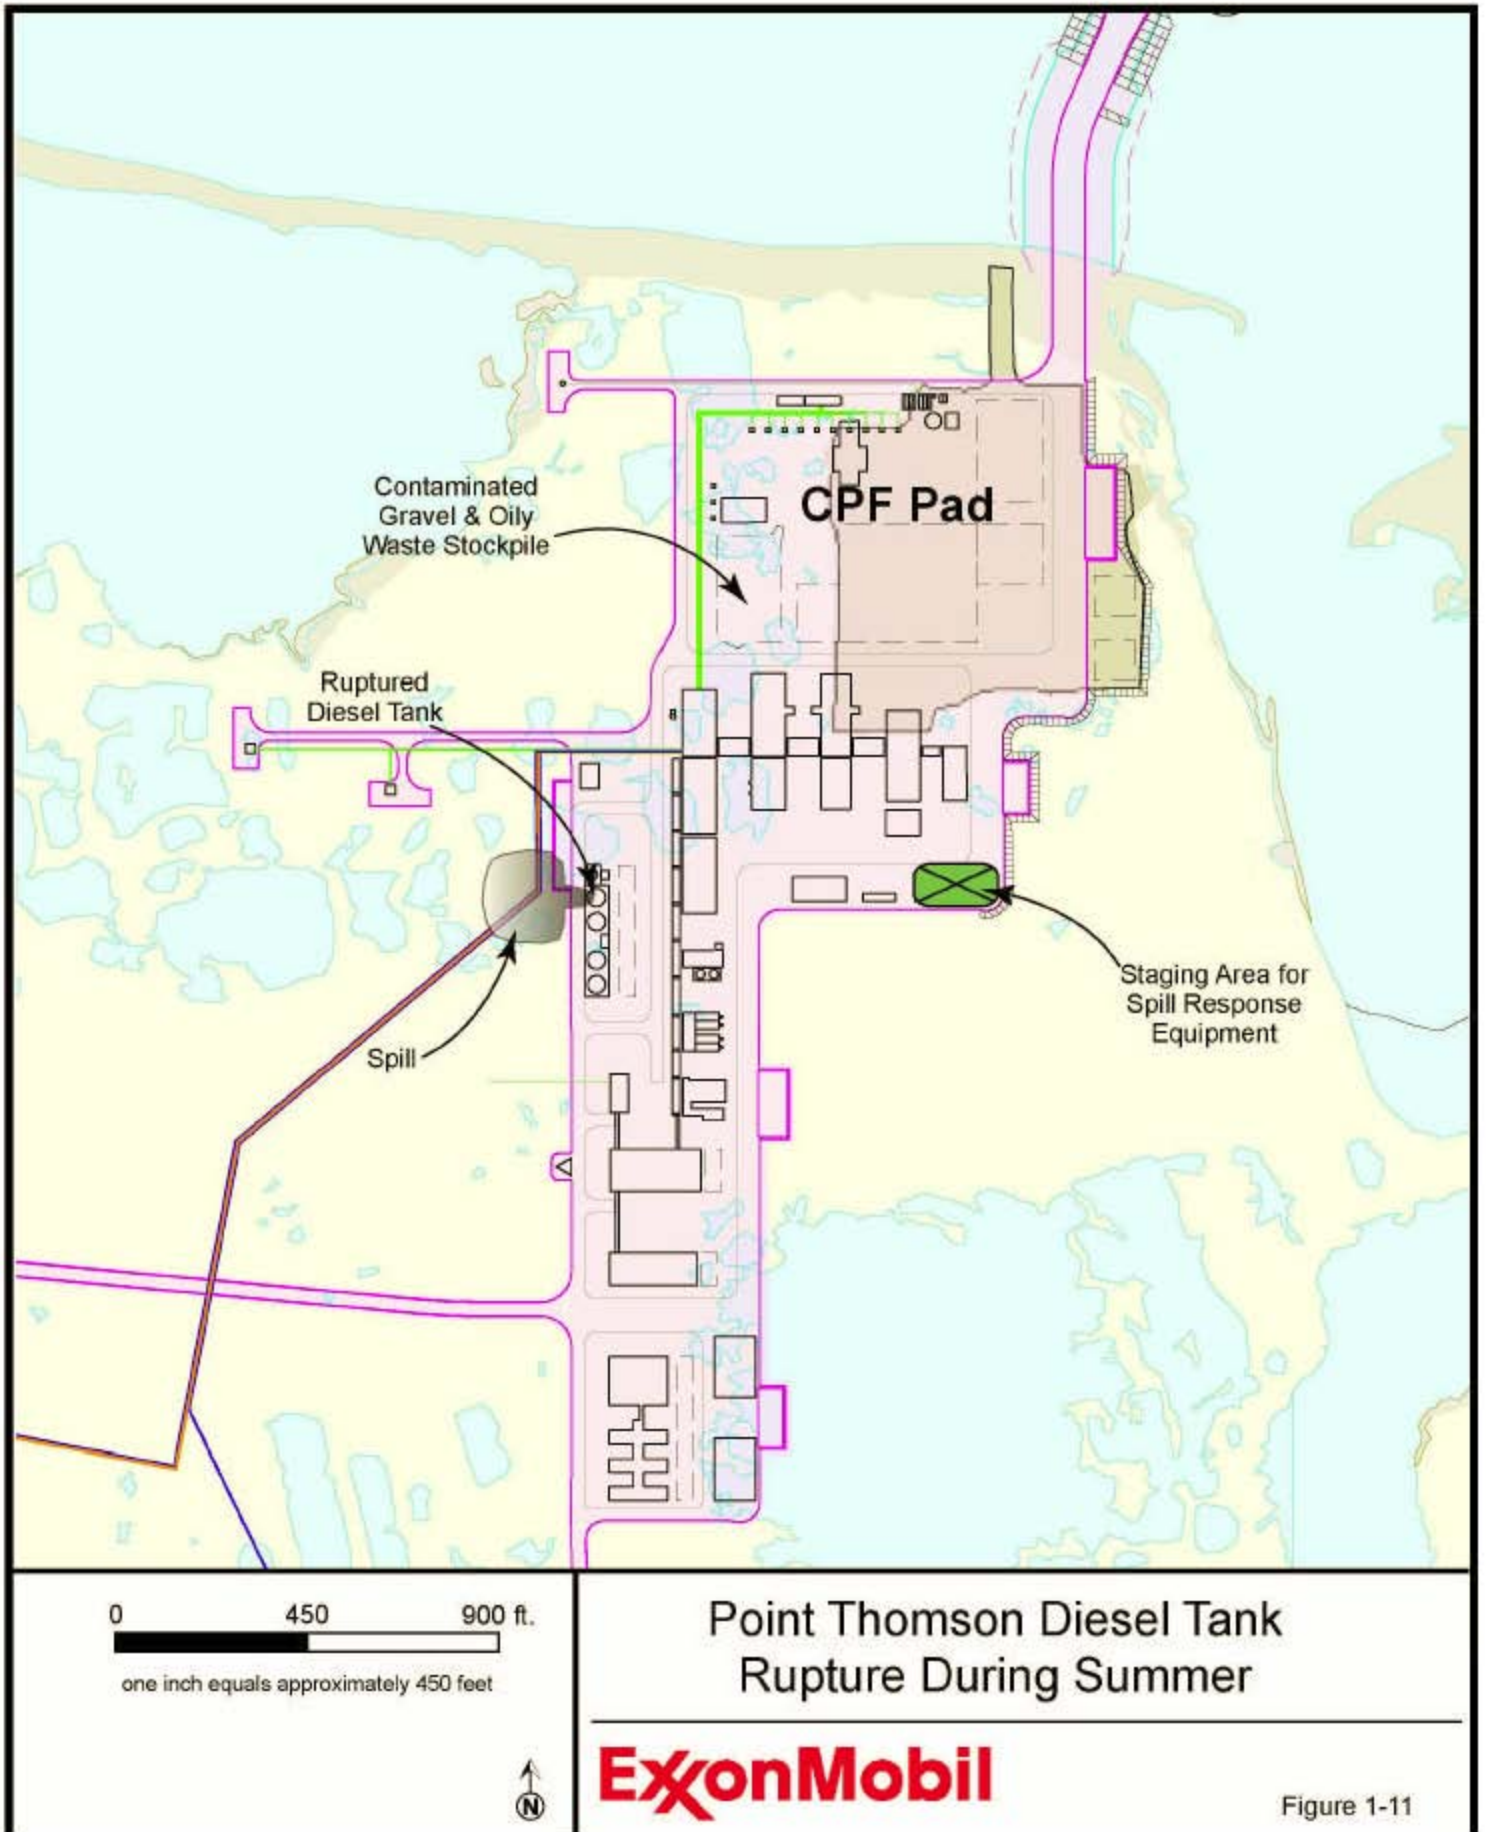 CPF Pad
Contaminated
Gravel & Oily
Waste Stockpile
Ruptured
Diesel Tank
Spill
Staging Area for
Spill Response
Equipment
0 450 900 ft.
one inch equals approximately 450 feet
N
Point Thomson Diesel Tank
Rupture During Summer
ExxonMobil
Figure 1-11